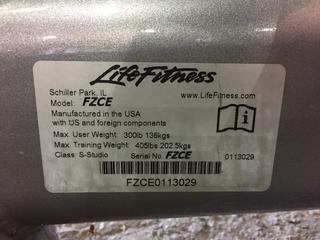 LifeFitness
Schiller Park, IL www.LifeFitness.com
Model: FZCE
Manufactured in the USA
with US and foreign components
Max. User Weight: 300lb 136kgs
Max. Training Weight: 405lbs 202.5kgs
Class S-Studio Serial No. FZCE 0113029
FZCE0113029